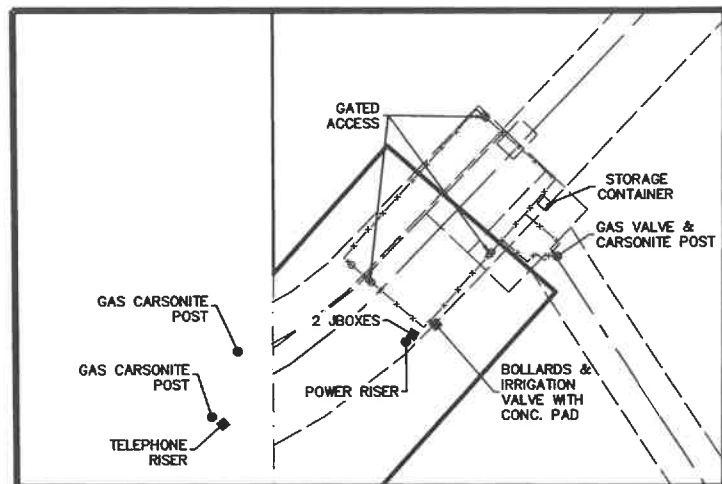 GATED
ACCESS
STORAGE
CONTAINER
GAS VALVE &
CARSONITE POST
GAS CARSONITE
POST
2 JBOXES
GAS CARSONITE
POST
POWER RISER
BOLLARDS &
IRRIGATION
VALVE WITH
CONC. PAD
TELEPHONE
RISER